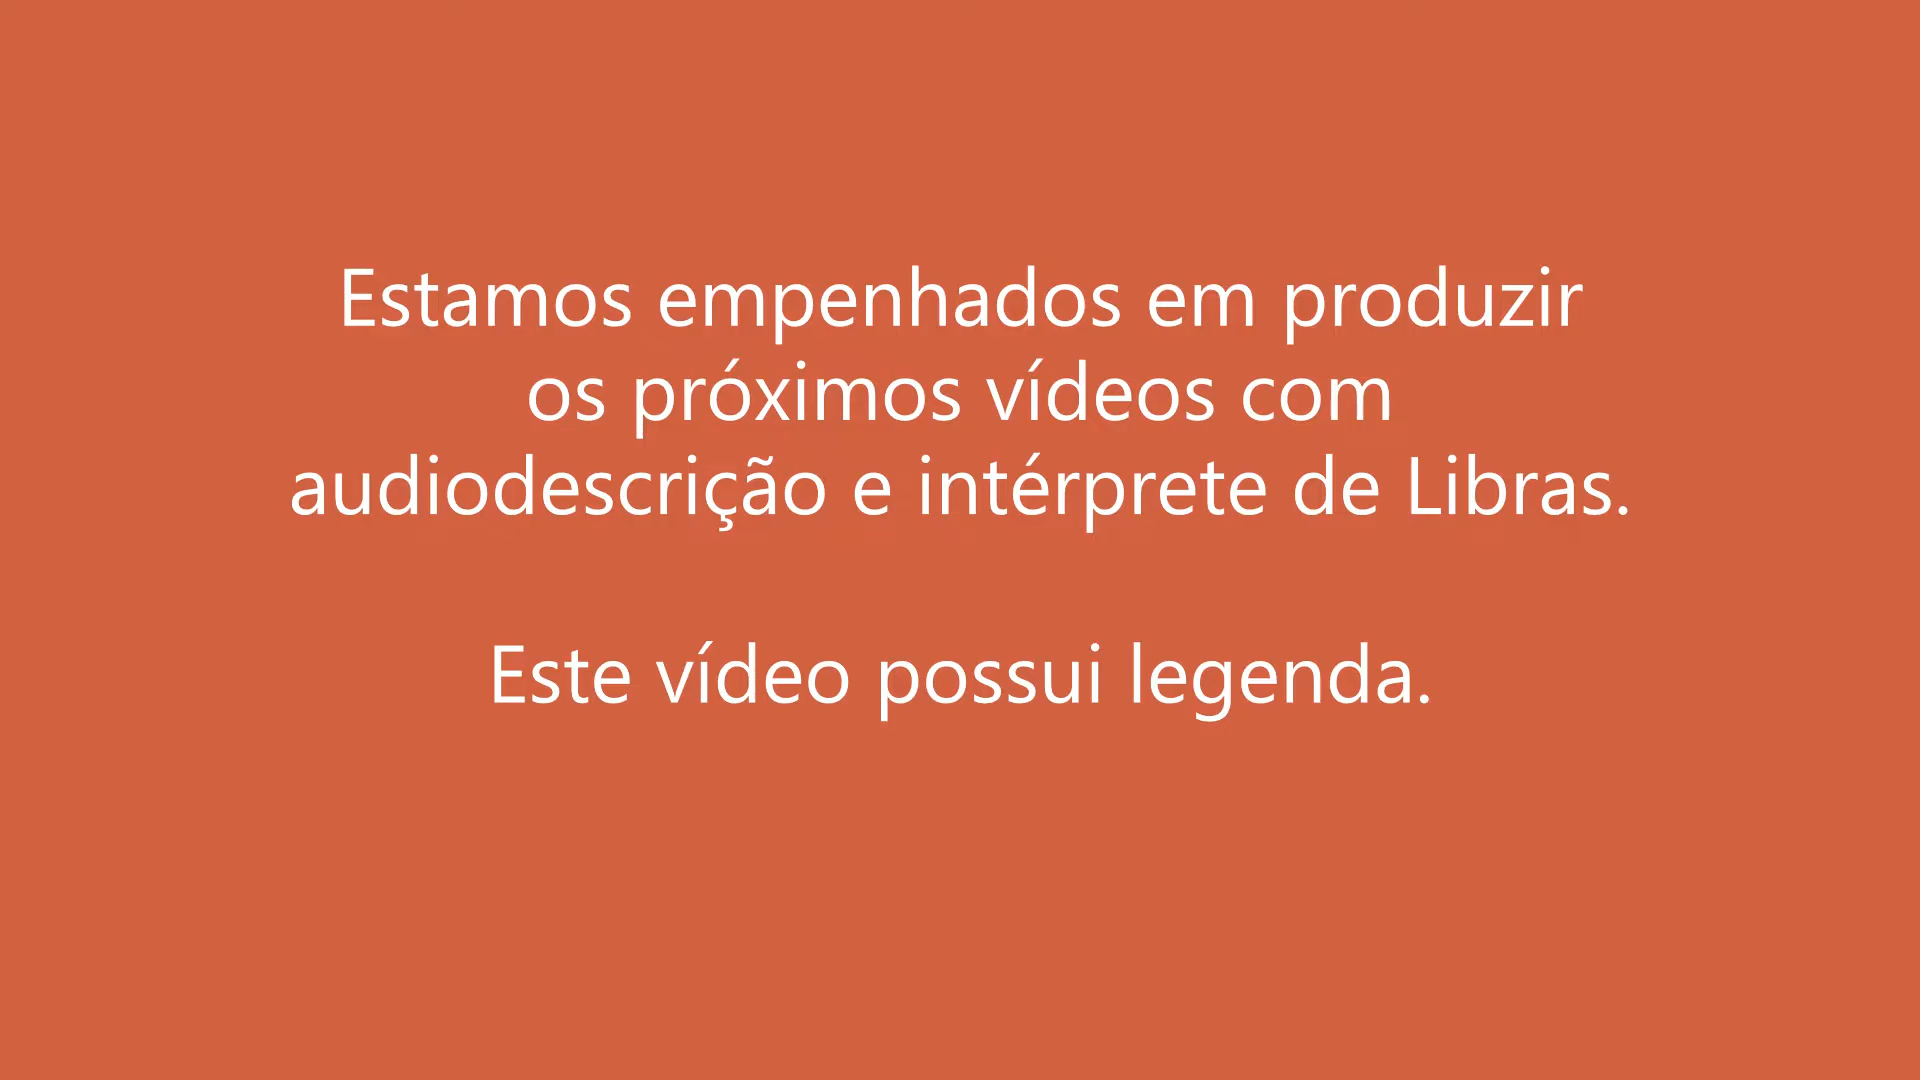 Estamos empenhados em produzir
os próximos vídeos com
audiodescrição e intérprete de Libras.
Este vídeo possui legenda.